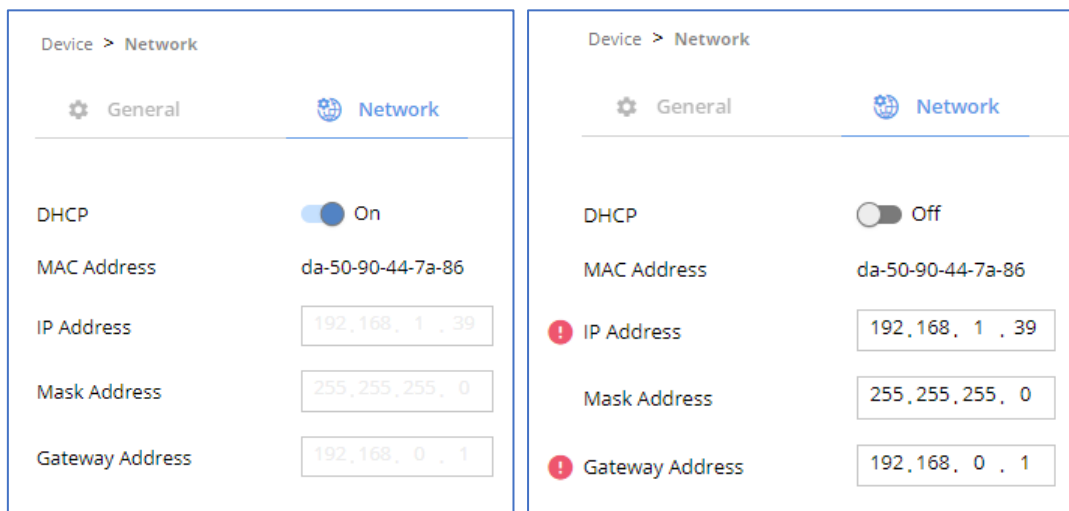 Device > Network
General
Network
DHCP
On
MAC Address
da-50-90-44-7a-86
IP Address
192.168. 1 . 39
Mask Address
255.255.255. 0
Gateway Address
192.168. 0 . 1
Device > Network
General
Network
DHCP
Off
MAC Address
da-50-90-44-7a-86
! IP Address
192.168. 1 . 39
Mask Address
255.255.255. 0
! Gateway Address
192.168. 0 . 1